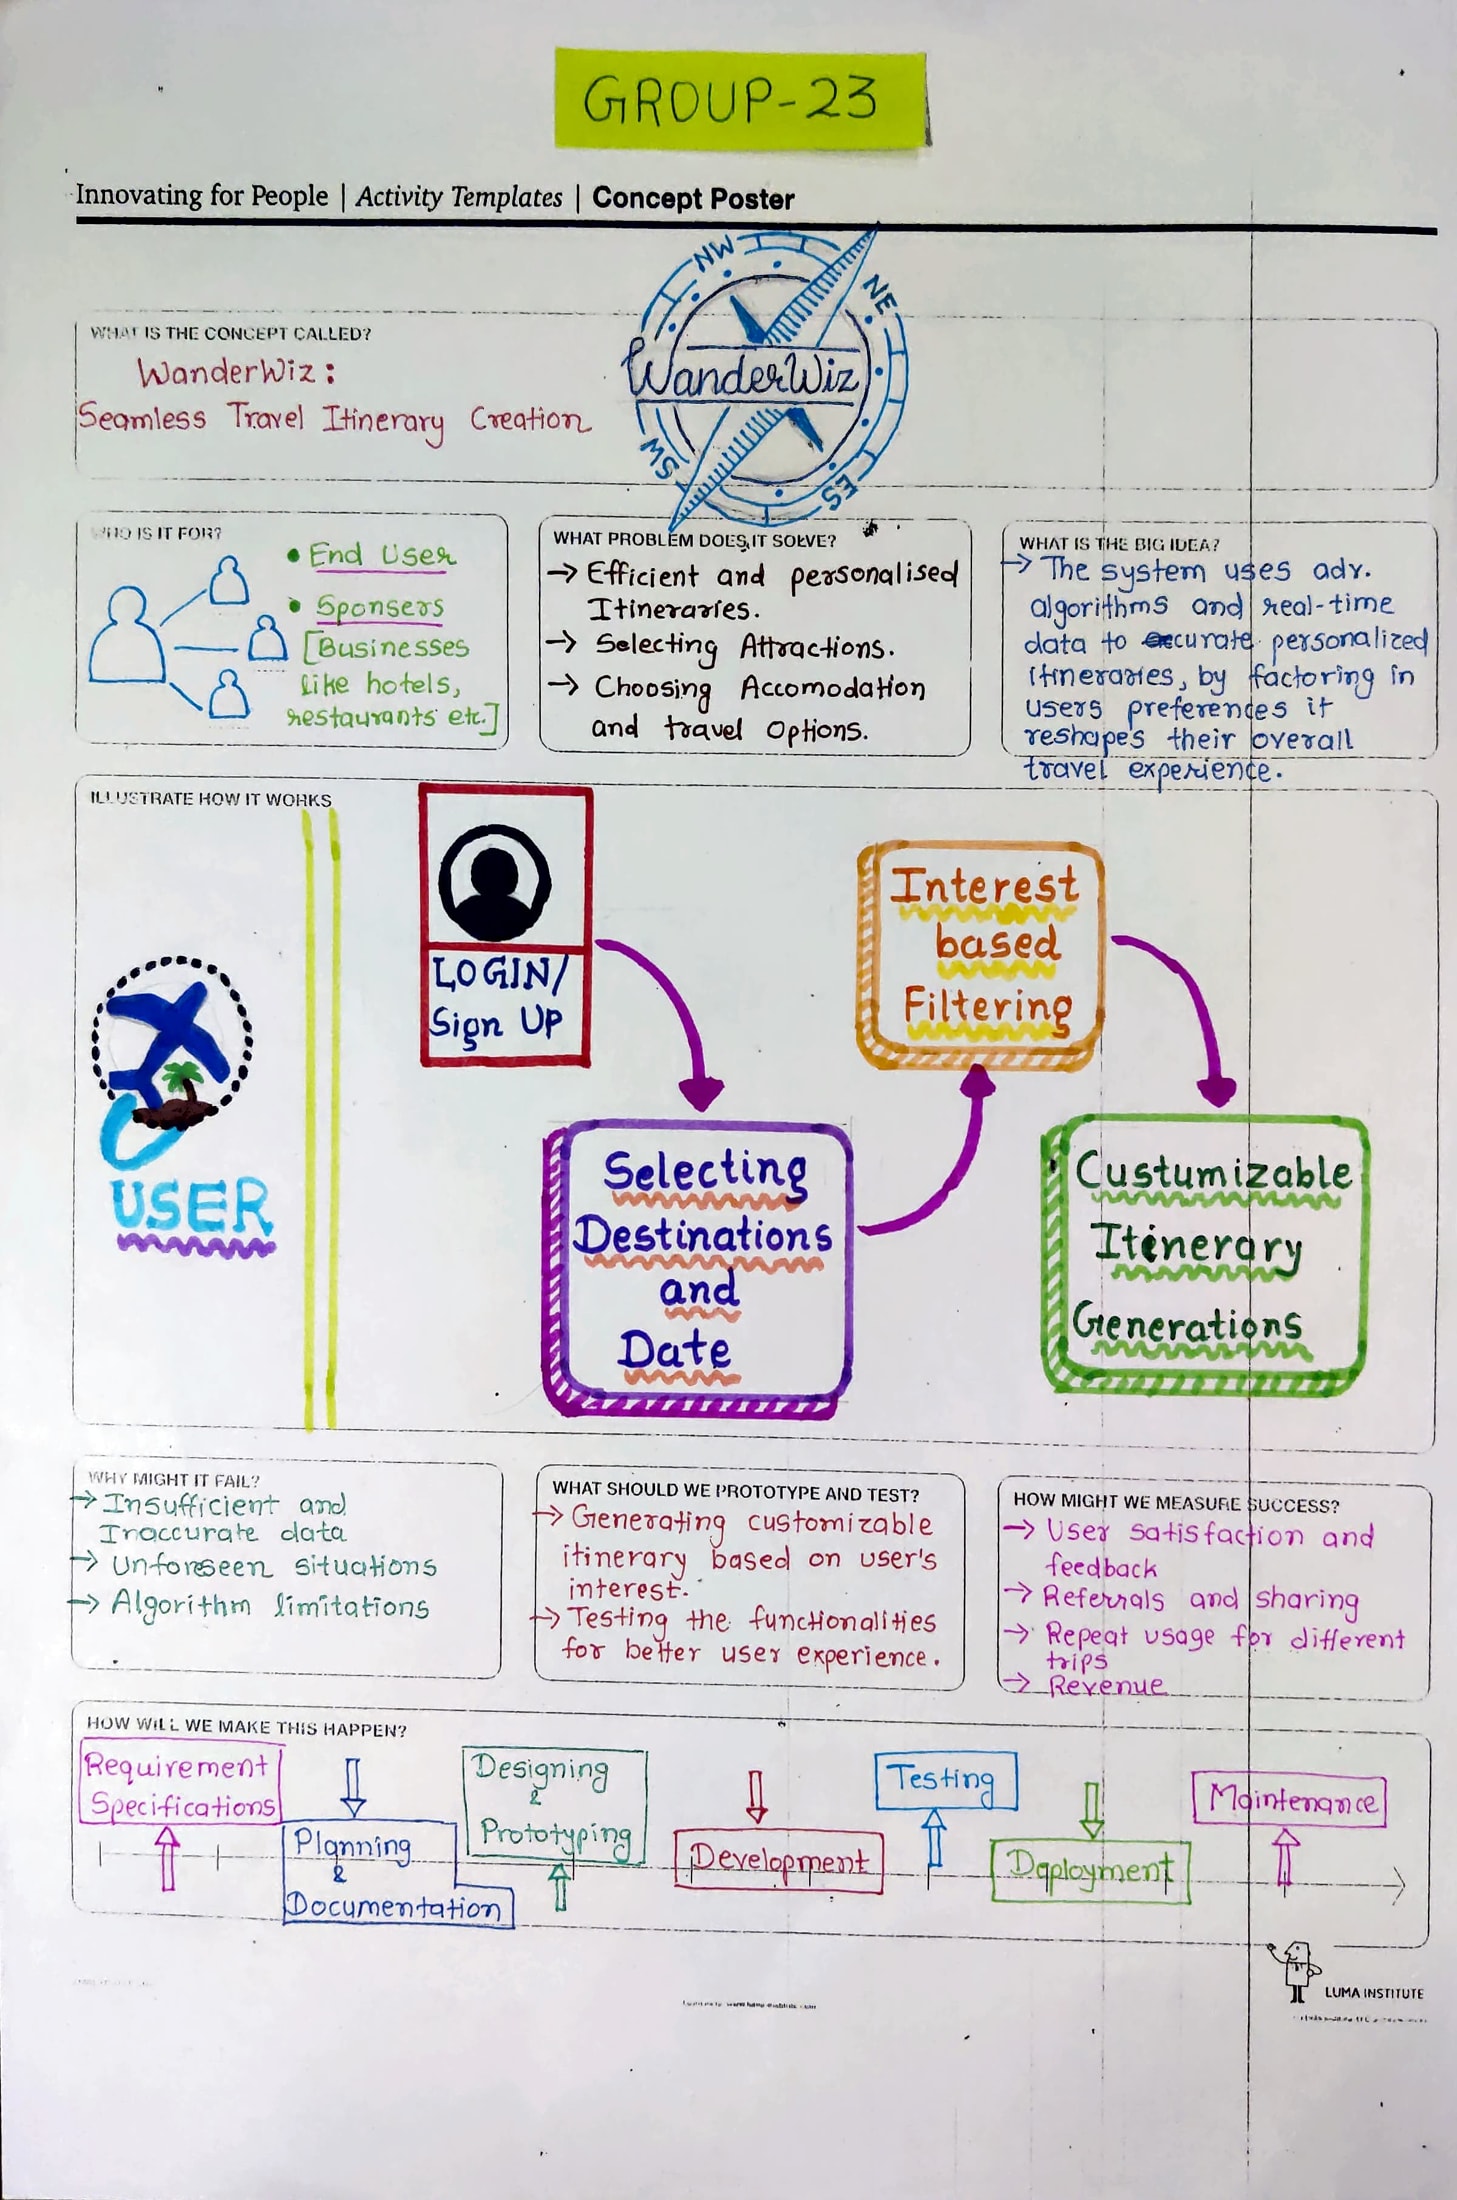 GROUP-23
Innovating for People | Activity Templates | Concept Poster
WHAT IS THE CONCEPT CALLED?
WanderWiz:
Seamless Travel Itinerary Creation
NW
NE
WanderWiz
SW
ES
WHO IS IT FOR?
• End User
• Sponsers
[Businesses
like hotels,
restaurants etc.]
WHAT PROBLEM DOES IT SOLVE?
→ Efficient and personalised
Itineraries.
→ Selecting Attractions.
→ Choosing Accomodation
and travel Options.
WHAT IS THE BIG IDEA?
→ The system uses adv.
algorithms and real-time
data to curate personalized
itineraries, by factoring in
users preferences it
reshapes their overall
travel experience.
ILLUSTRATE HOW IT WORKS
USER
LOGIN/
Sign UP
Selecting
Destinations
and
Date
Interest
based
Filtering
Custumizable
Itinerary
Generations
WHY MIGHT IT FAIL?
→ Insufficient and
Inaccurate data
→ Unforeseen situations
→ Algorithm limitations
WHAT SHOULD WE PROTOTYPE AND TEST?
→ Generating customizable
itinerary based on user's
interest.
→ Testing the functionalities
for better user experience.
HOW MIGHT WE MEASURE SUCCESS?
→ User satisfaction and
feedback
→ Referrals and sharing
→ Repeat usage for different
trips
→ Revenue
HOW WILL WE MAKE THIS HAPPEN?
Requirement
Specifications
Planning
&
Documentation
Designing
&
Prototyping
Development
Testing
Deployment
Maintenance
LUMA INSTITUTE